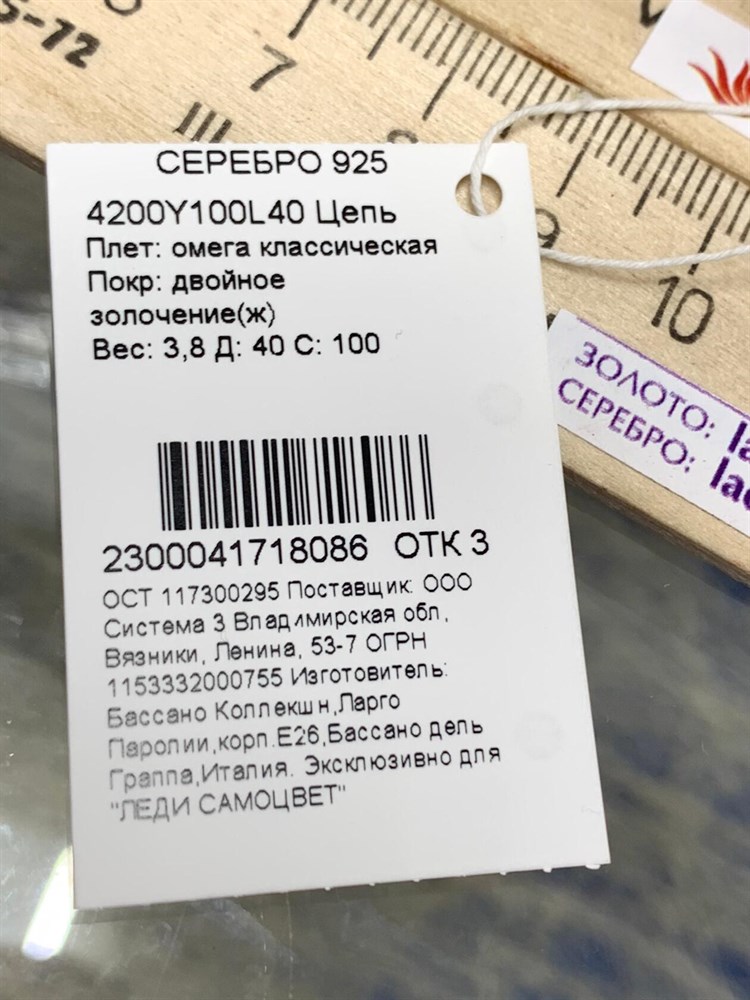 5-72
7
8
9
10
СЕРЕБРО 925
4200Y100L40 Цепь
Плет: омега классическая
Покр: двойное
золочение(ж)
Вес: 3,8 Д: 40 С: 100
2300041718086 ОТК 3
ОСТ 117300295 Поставщик: ООО
Система 3 Владимирская обл,
Вязники, Ленина, 53-7 ОГРН
1153332000755 Изготовитель:
Бассано Коллекшн,Ларго
Паролии,корп.Е26,Бассано дель
Граппа,Италия. Эксклюзивно для
"ЛЕДИ САМОЦВЕТ"
ЗОЛОТО:
СЕРЕБРО: